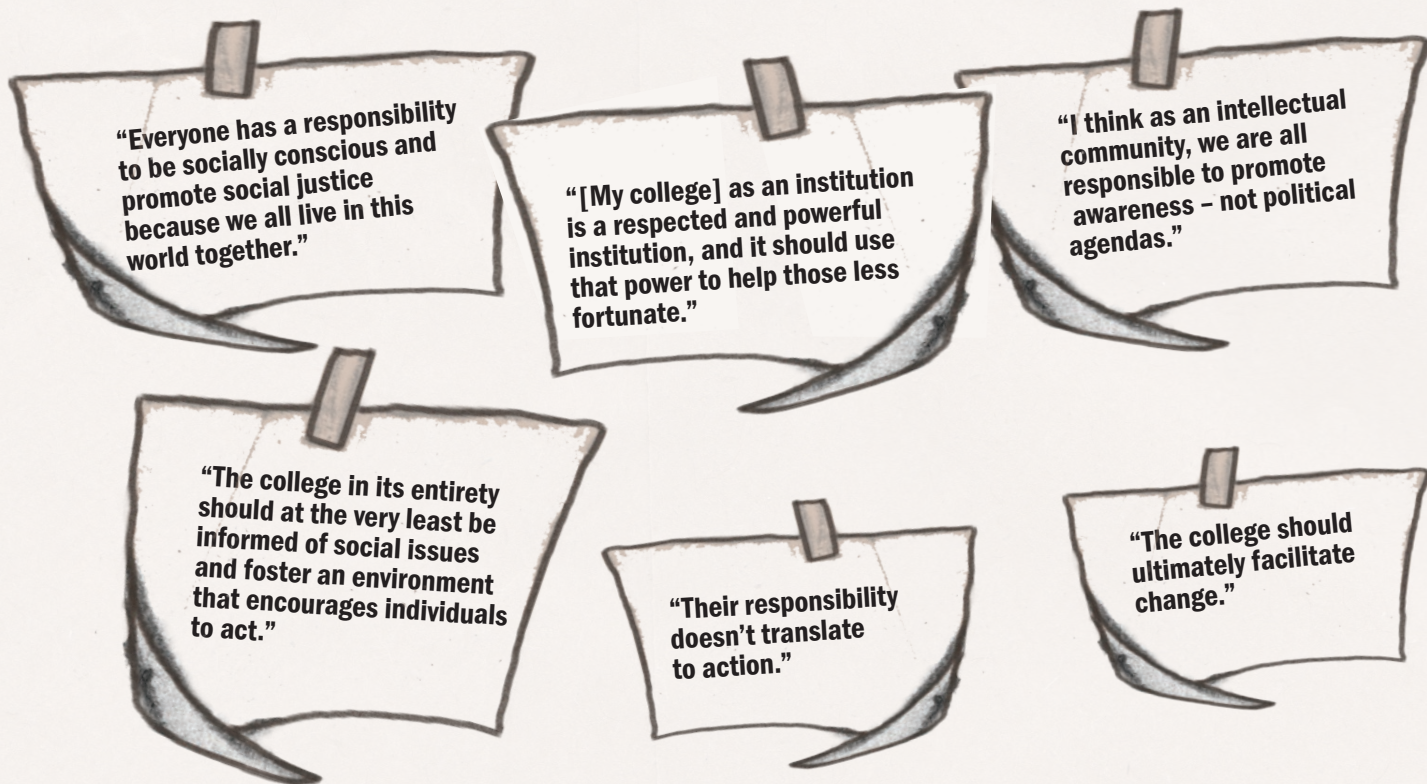 “Everyone has a responsibility
to be socially conscious and
promote social justice
because we all live in this
world together.”
“[My college] as an institution
is a respected and powerful
institution, and it should use
that power to help those less
fortunate.”
“I think as an intellectual
community, we are all
responsible to promote
awareness – not political
agendas.”
“The college in its entirety
should at the very least be
informed of social issues
and foster an environment
that encourages individuals
to act.”
“Their responsibility
doesn’t translate
to action.”
“The college should
ultimately facilitate
change.”